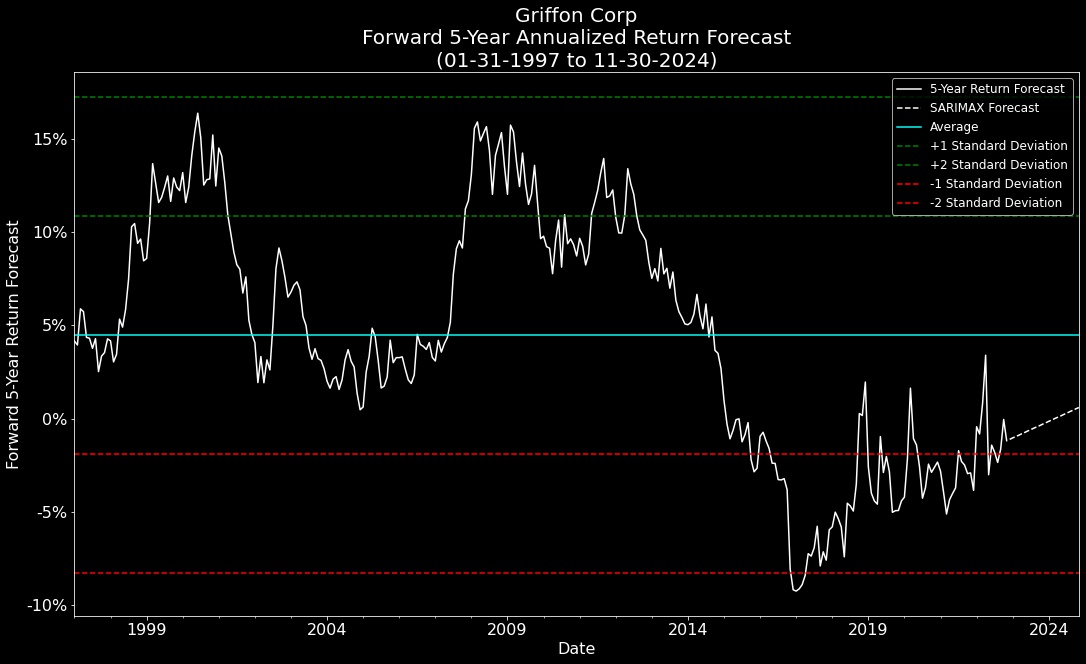 Griffon Corp
Forward 5-Year Annualized Return Forecast
(01-31-1997 to 11-30-2024)
5-Year Return Forecast
SARIMAX Forecast
Average
+1 Standard Deviation
+2 Standard Deviation
-1 Standard Deviation
-2 Standard Deviation
Forward 5-Year Return Forecast
15%
10%
5%
0%
-5%
-10%
1999
2004
2009
2014
2019
2024
Date